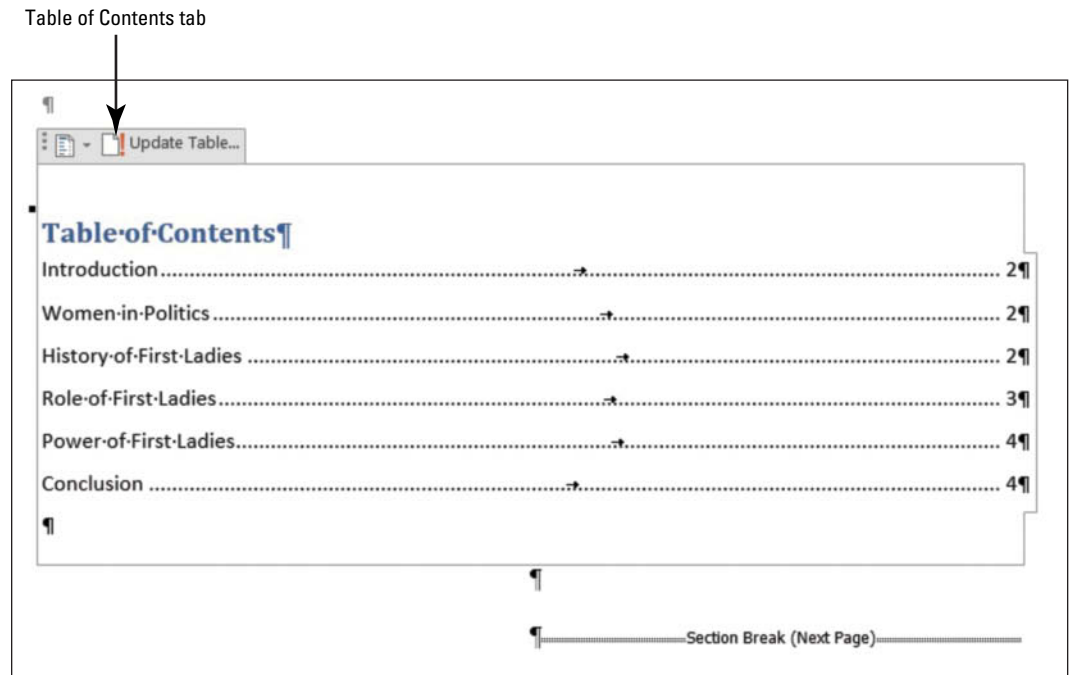 Table of Contents tab
¶
Update Table...
Table·of·Contents¶
Introduction........................................................→........................................................ 2¶
Women·in·Politics........................................................→........................................................ 2¶
History·of·First·Ladies ........................................................→........................................................ 2¶
Role·of·First·Ladies........................................................→........................................................ 3¶
Power·of·First·Ladies........................................................→........................................................ 4¶
Conclusion ........................................................→........................................................ 4¶
¶
¶
¶Section Break (Next Page)